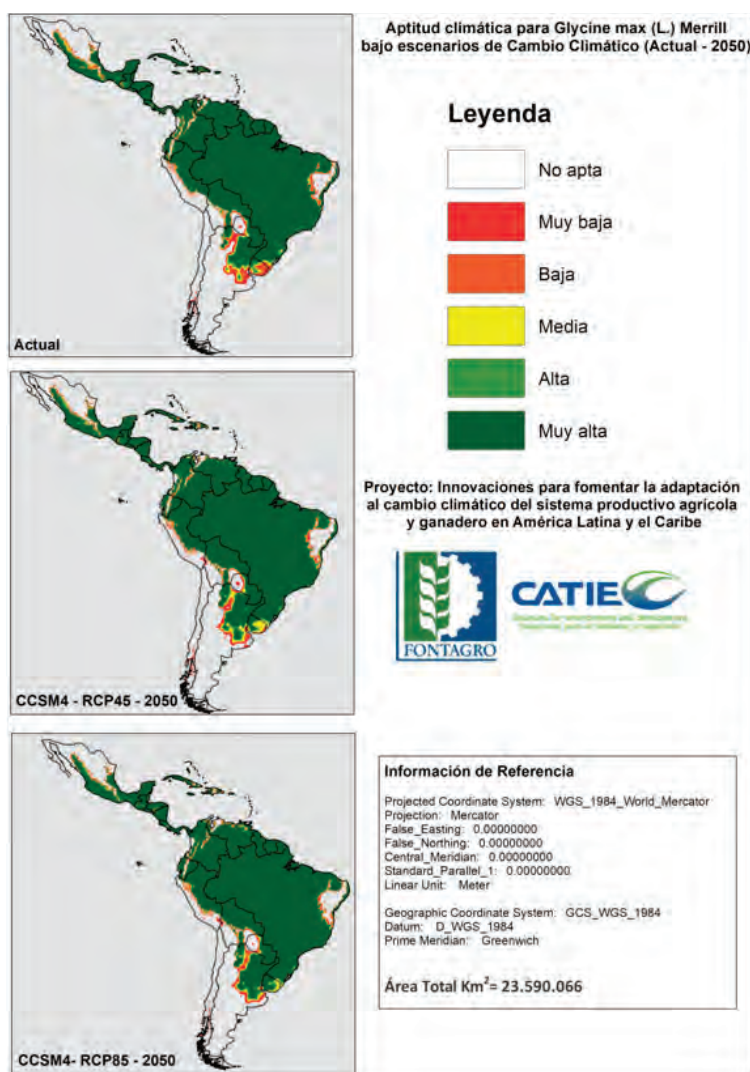 Aptitud climática para Glycine max (L.) Merrill
bajo escenarios de Cambio Climático (Actual - 2050)
Leyenda
No apta
Muy baja
Baja
Media
Alta
Muy alta
Actual
CCSM4 - RCP45 - 2050
CCSM4- RCP85 - 2050
Proyecto: Innovaciones para fomentar la adaptación
al cambio climático del sistema productivo agrícola
y ganadero en América Latina y el Caribe
FONTAGRO
CATIE
Información de Referencia
Projected Coordinate System: WGS_1984_World_Mercator
Projection: Mercator
False_Easting: 0.00000000
False_Northing: 0.00000000
Central_Meridian: 0.00000000
Standard_Parallel_1: 0.00000000
Linear Unit: Meter
Geographic Coordinate System: GCS_WGS_1984
Datum: D_WGS_1984
Prime Meridian: Greenwich
Área Total Km²= 23.590.066